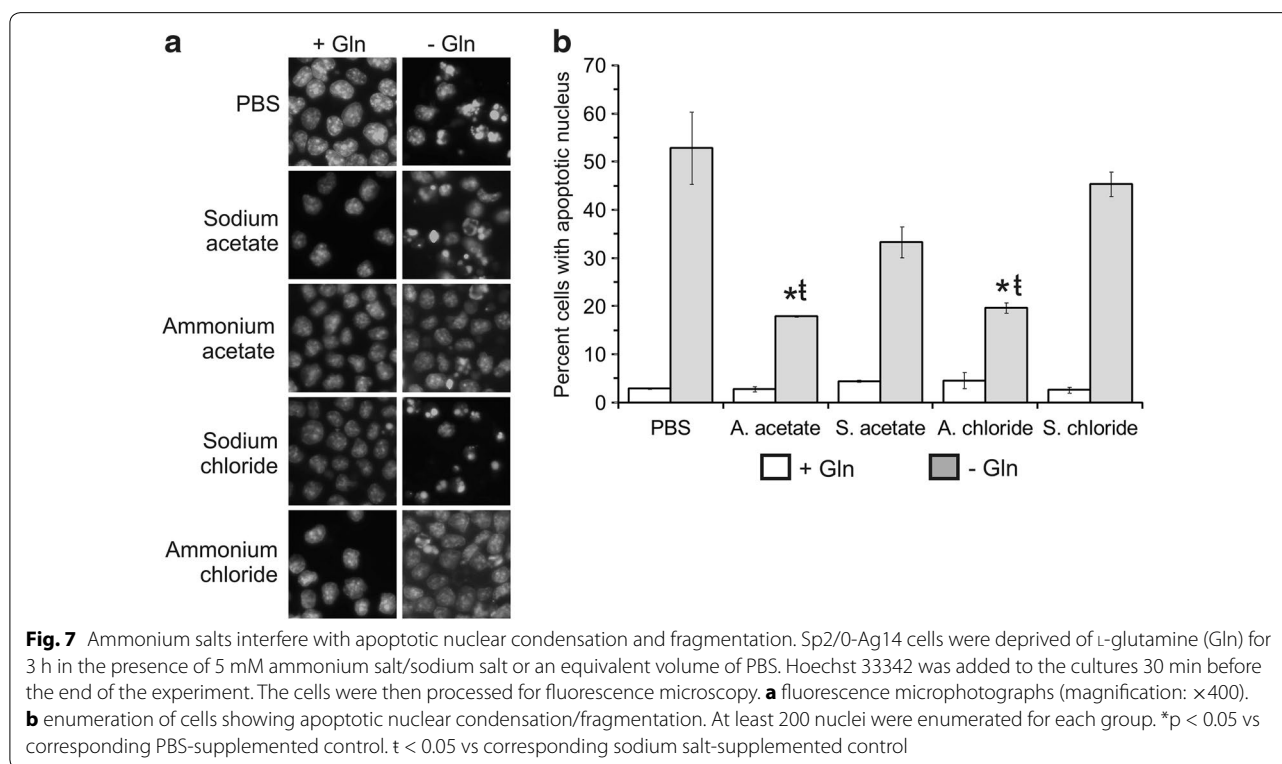 a
+ Gln - Gln
PBS
Sodium
acetate
Ammonium
acetate
Sodium
chloride
Ammonium
chloride
b
Percent cells with apoptotic nucleus
70
60
50
40
30
20
10
0
*ŧ
*ŧ
PBS A. acetate S. acetate A. chloride S. chloride
+ Gln - Gln
Fig. 7 Ammonium salts interfere with apoptotic nuclear condensation and fragmentation. Sp2/0-Ag14 cells were deprived of L-glutamine (Gln) for
3 h in the presence of 5 mM ammonium salt/sodium salt or an equivalent volume of PBS. Hoechst 33342 was added to the cultures 30 min before
the end of the experiment. The cells were then processed for fluorescence microscopy. a fluorescence microphotographs (magnification: ×400).
b enumeration of cells showing apoptotic nuclear condensation/fragmentation. At least 200 nuclei were enumerated for each group. *p < 0.05 vs
corresponding PBS-supplemented control. ŧ < 0.05 vs corresponding sodium salt-supplemented control